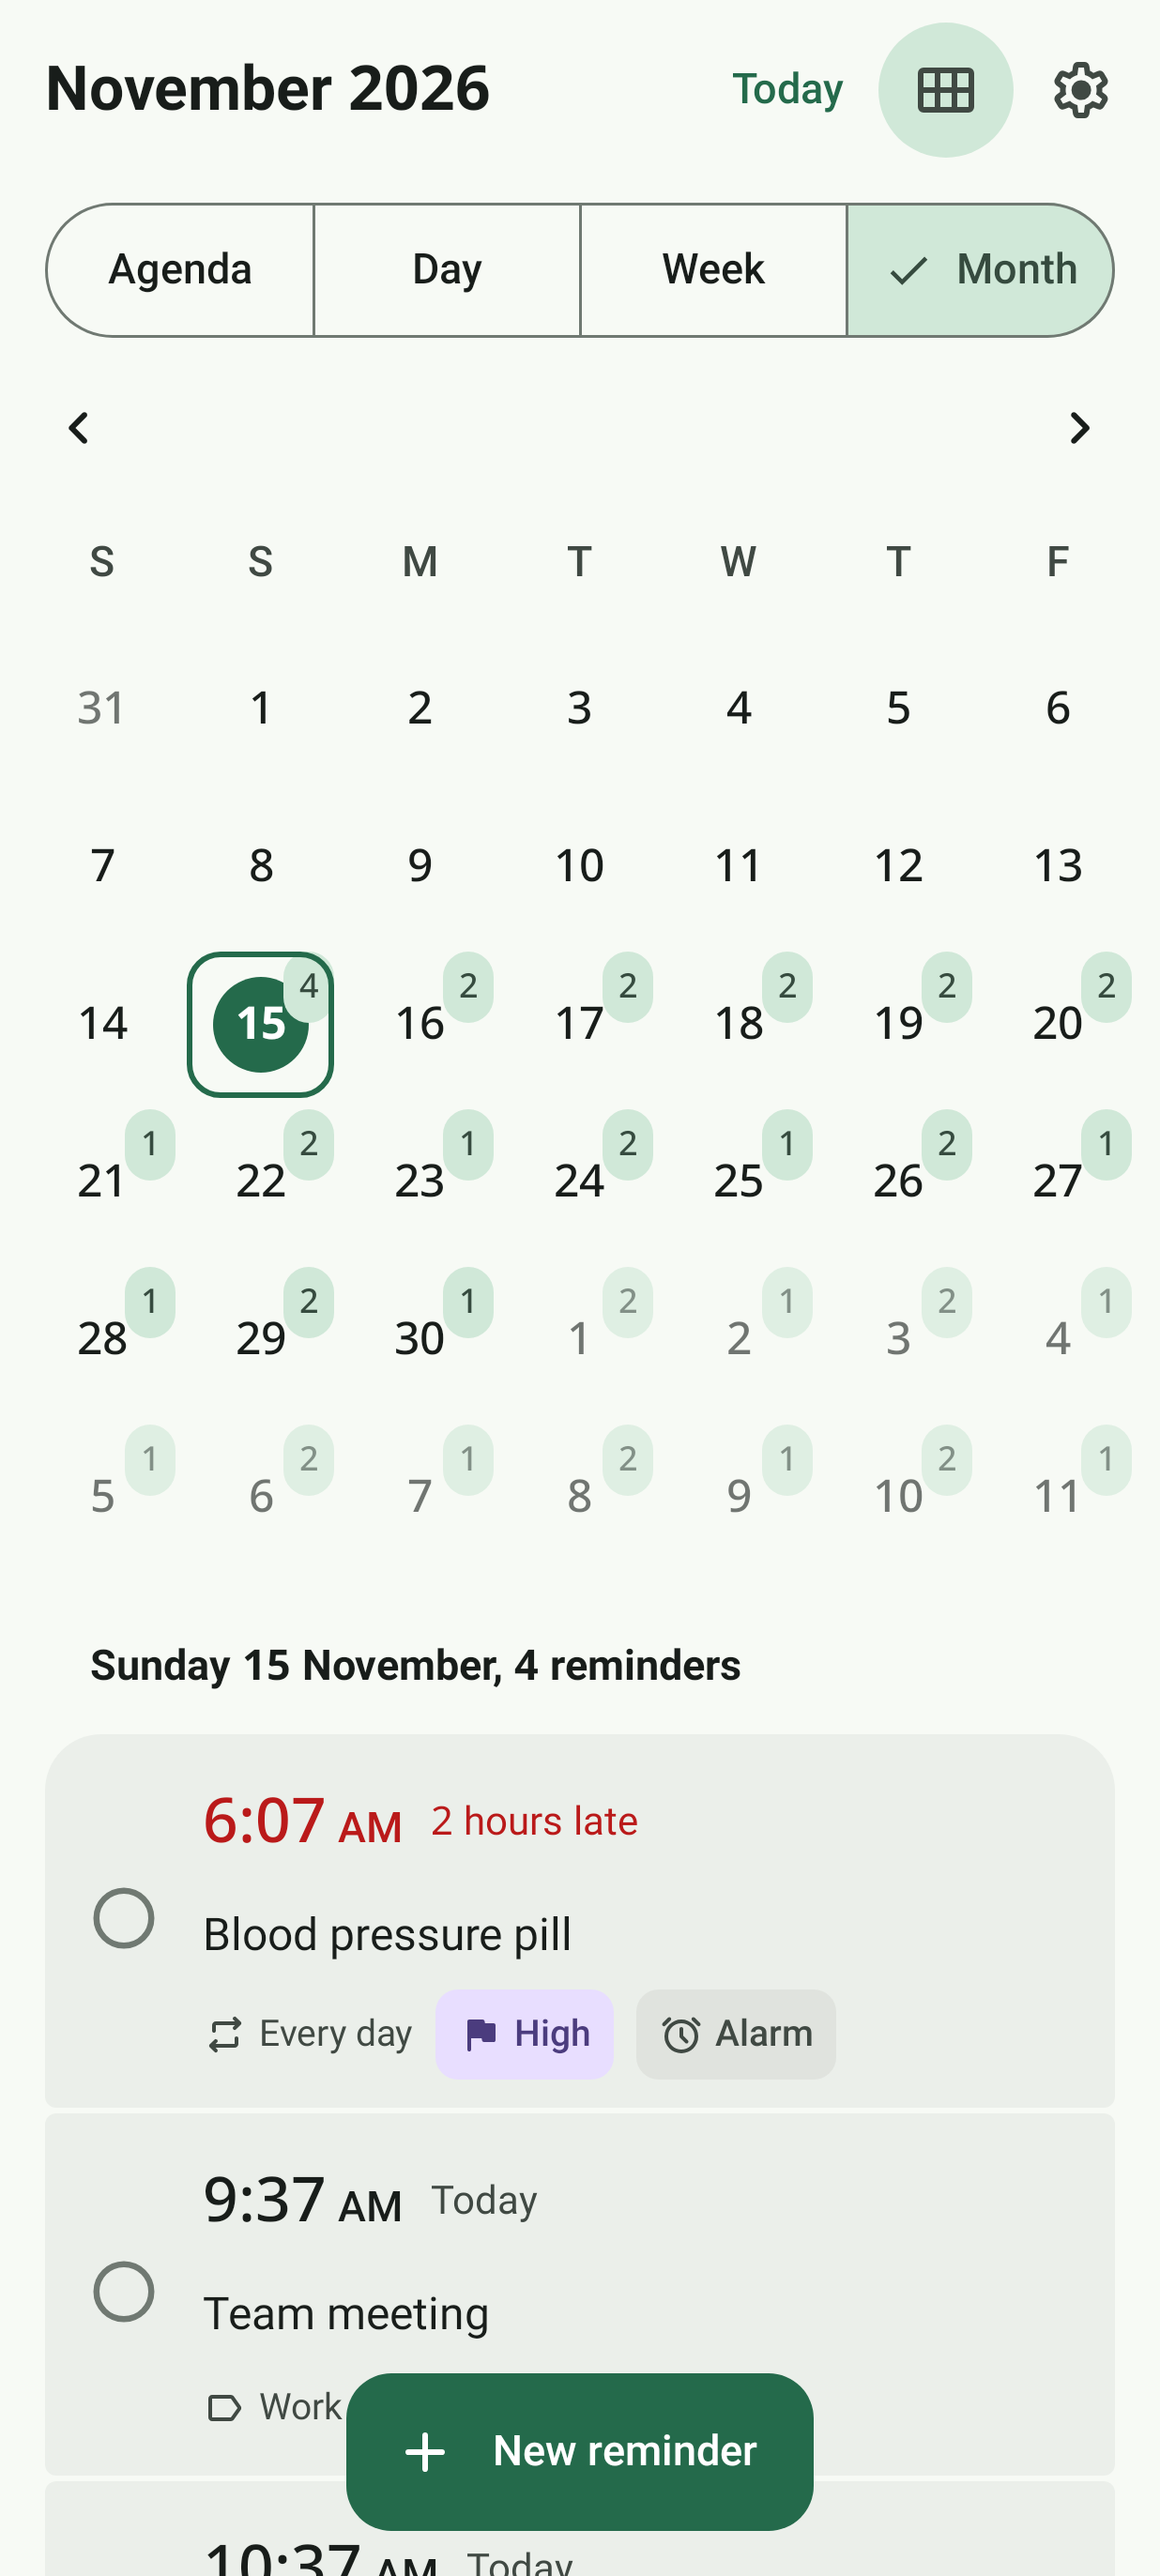 November 2026 Today
Agenda Day Week Month
S S M T W T F
31 1 2 3 4 5 6
7 8 9 10 11 12 13
14 15 4 16 2 17 2 18 2 19 2 20 2
21 1 22 2 23 1 24 2 25 1 26 2 27 1
28 1 29 2 30 1 1 2 2 1 3 2 4 1
5 1 6 2 7 1 8 2 9 1 10 2 11 1
Sunday 15 November, 4 reminders
6:07 AM 2 hours late
Blood pressure pill
Every day High Alarm
9:37 AM Today
Team meeting
Work
New reminder
10:37 AM Today